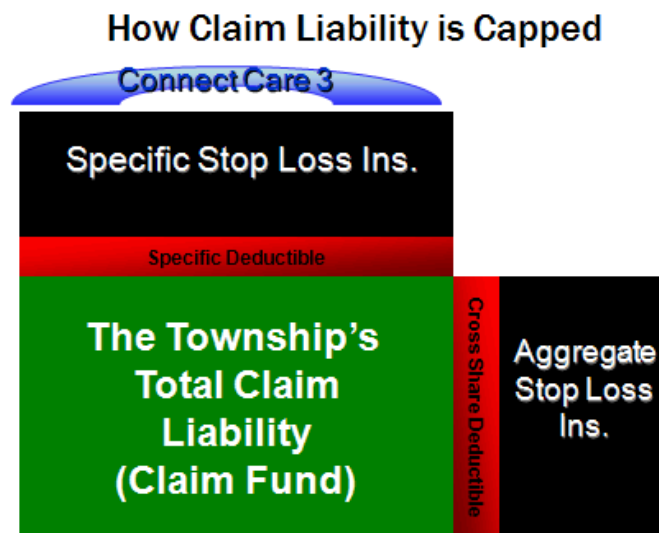 How Claim Liability is Capped
Connect Care 3
Specific Stop Loss Ins.
Specific Deductible
The Township's
Total Claim
Liability
(Claim Fund)
Cross Share Deductible
Aggregate
Stop Loss
Ins.